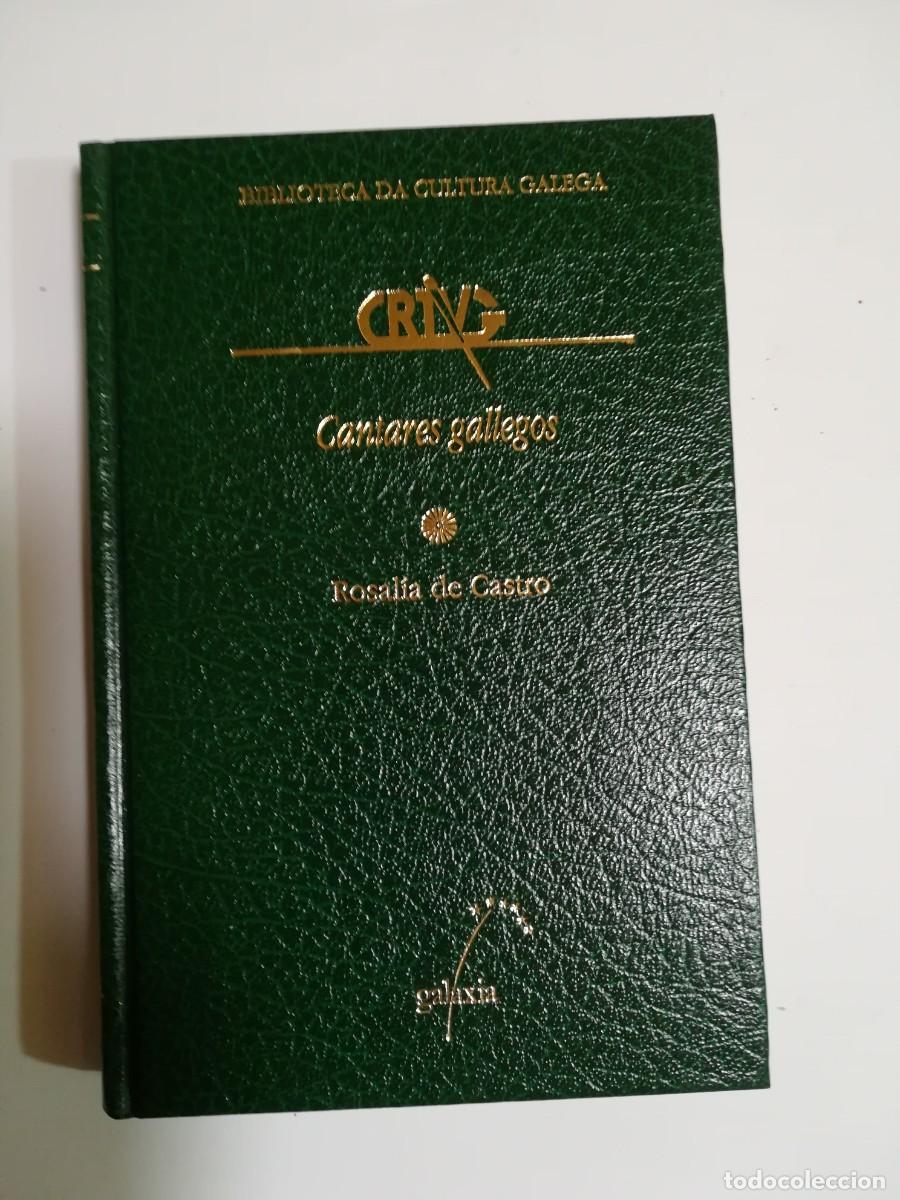 BIBLIOTECA DA CULTURA GALEGA
CRTVG
Cantares gallegos
Rosalía de Castro
galaxia
todocoleccion